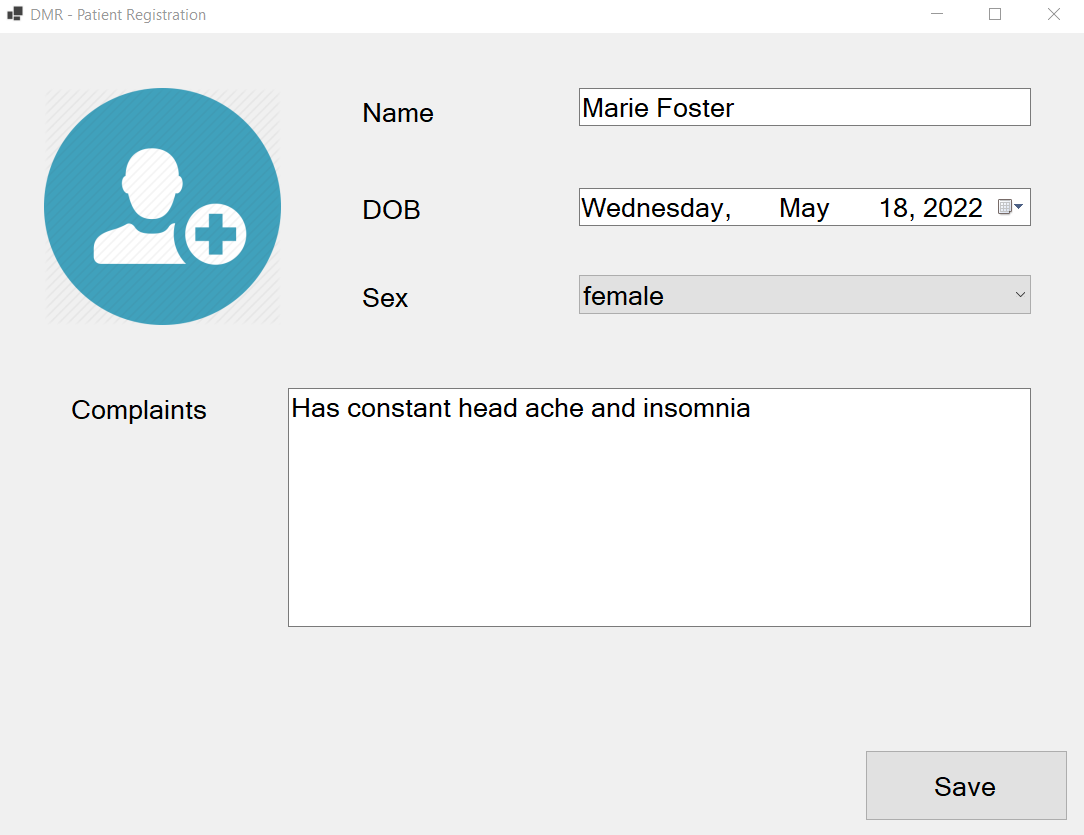 DMR - Patient Registration
Name
Marie Foster
DOB
Wednesday, May 18, 2022
Sex
female
Complaints
Has constant head ache and insomnia
Save